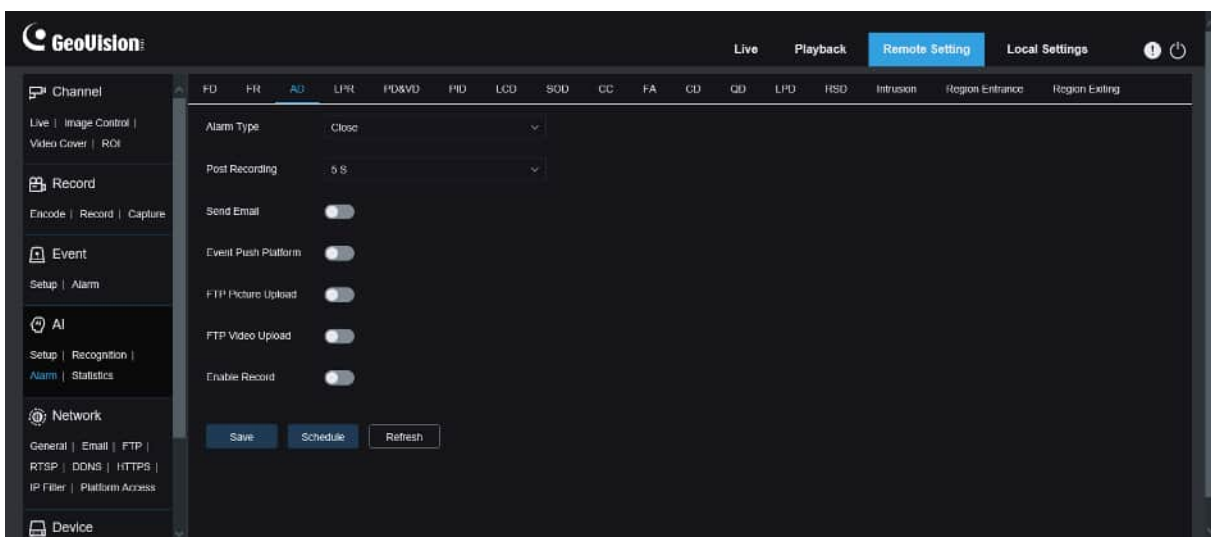 GeoVision
Live Playback Remote Setting Local Settings
Channel
Live | Image Control |
Video Cover | ROI
Record
Encode | Record | Capture
Event
Setup | Alarm
AI
Setup | Recognition |
Alarm | Statistics
Network
General | Email | FTP |
RTSP | DDNS | HTTPS |
IP Filter | Platform Access
Device
FD FR AD LPR PD&VD PID LCD SOD CC FA CD QD LPD RSD Intrusion Region Entrance Region Exiting
Alarm Type Close
Post Recording 5 S
Send Email
Event Push Platform
FTP Picture Upload
FTP Video Upload
Enable Record
Save Schedule Refresh